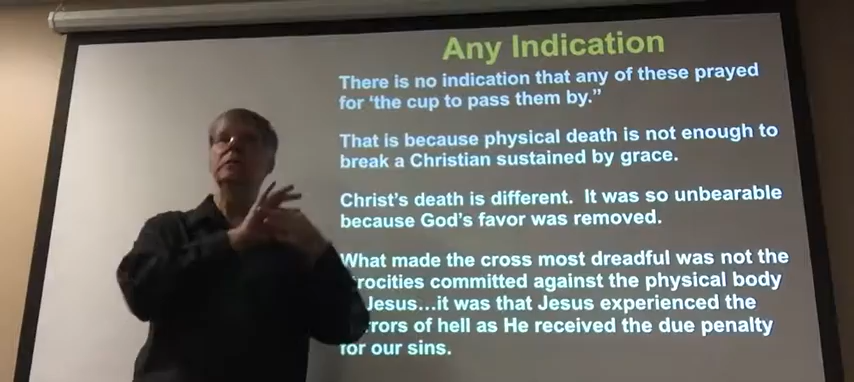 Any Indication
There is no indication that any of these prayed
for ‘the cup to pass them by.”
That is because physical death is not enough to
break a Christian sustained by grace.
Christ’s death is different.  It was so unbearable
because God’s favor was removed.
What made the cross most dreadful was not the
committed against the physical body
Jesus…it was that Jesus experienced the
of hell as He received the due penalty
for our sins.